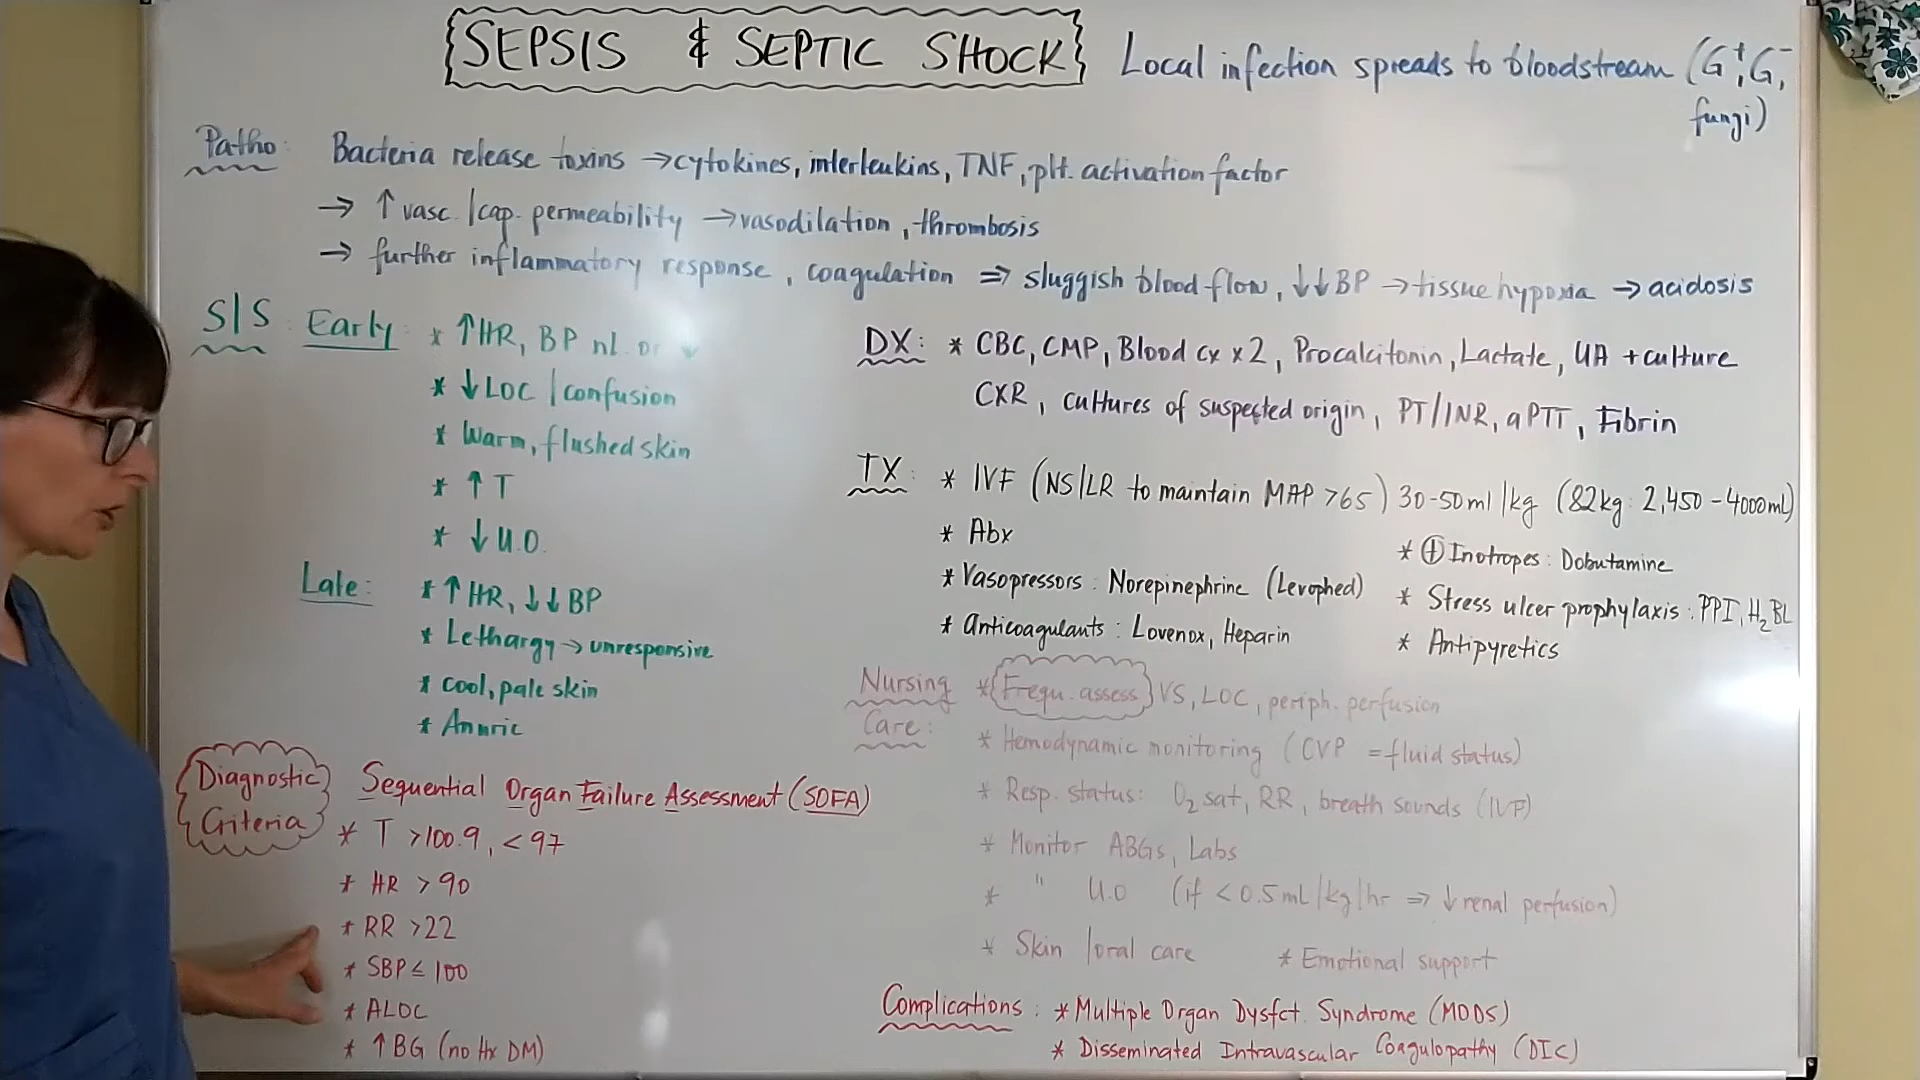 SEPSIS & SEPTIC SHOCK
Local infection spreads to bloodstream (G+, G-,
fungi)
Patho: Bacteria release toxins → cytokines, interleukins, TNF, plt. activation factor
→ ↑ vasc. / cap. permeability → vasodilation, thrombosis
→ further inflammatory response, coagulation ⇒ sluggish blood flow, ↓↓ BP → tissue hypoxia → acidosis
S/S: Early: * ↑ HR, BP nl. or ↓
* ↓ LOC / confusion
* Warm, flushed skin
* ↑ T
* ↓ U.O.
Late: * ↑ HR, ↓↓ BP
* Lethargy → unresponsive
* Cool, pale skin
* Anuric
Diagnostic Criteria
Sequential Organ Failure Assessment (SOFA)
* T >100.9, < 97
* HR > 90
* RR >22
* SBP ≤ 100
* ALOC
* ↑ BG (no Hx DM)
DX: * CBC, CMP, Blood cx x 2, Procalcitonin, Lactate, UA + culture
CXR, cultures of suspected origin, PT/INR, aPTT, Fibrin
TX: * IVF (NS/LR to maintain MAP >65) 30-50ml/kg (82kg: 2,450 - 4000mL)
* Abx
* Vasopressors: Norepinephrine (Levophed)
* Anticoagulants: Lovenox, Heparin
* ⊕ Inotropes: Dobutamine
* Stress ulcer prophylaxis: PPI, H₂ BL
* Antipyretics
Nursing Care: * Frequ. assess VS, LOC, periph. perfusion
* Hemodynamic monitoring (CVP = fluid status)
* Resp. status: O₂ sat, RR, breath sounds (IVF)
* Monitor ABGs, Labs
* " U.O (if < 0.5 mL/kg/hr ⇒ ↓ renal perfusion)
* Skin / oral care * Emotional support
Complications: * Multiple Organ Dysfct. Syndrome (MODS)
* Disseminated Intravascular Coagulopathy (DIC)